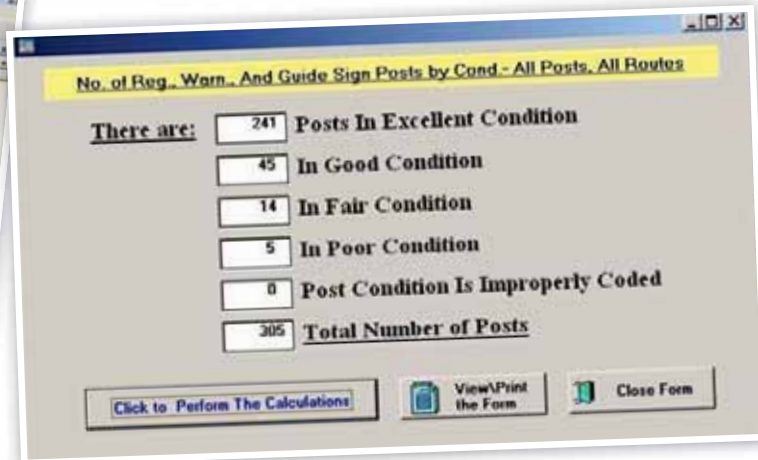 No. of Reg., Warn., And Guide Sign Posts by Cond.- All Posts, All Routes
There are: 241 Posts In Excellent Condition
45 In Good Condition
14 In Fair Condition
5 In Poor Condition
0 Post Condition Is Improperly Coded
305 Total Number of Posts
Click to Perform The Calculations
View\Print
the Form
Close Form